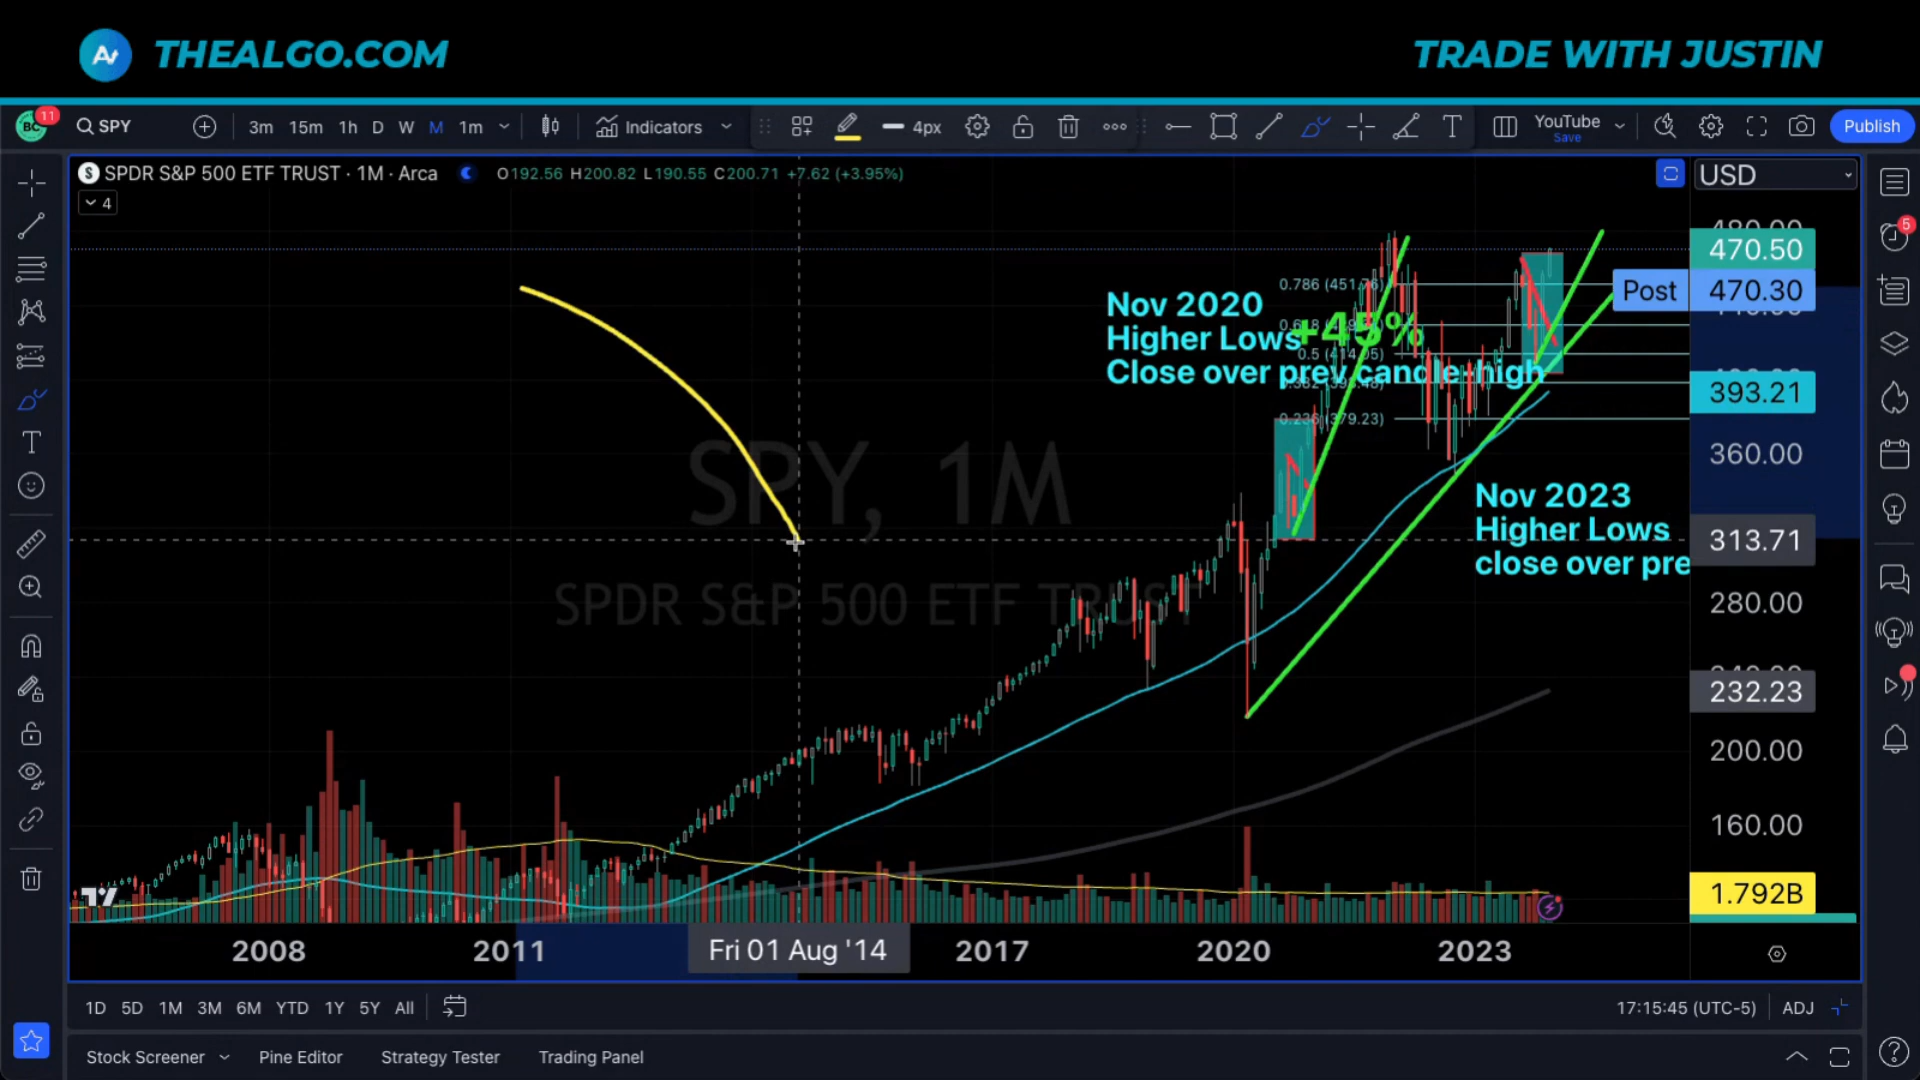 THEALGO.COM
TRADE WITH JUSTIN
BC 11
SPY
3m 15m 1h D W M 1m
Indicators
4px
T
YouTube
Save
Publish
SPDR S&P 500 ETF TRUST · 1M · Arca O192.56 H200.82 L190.55 C200.71 +7.62 (+3.95%)
USD
4
5
480.00
470.50
Post 470.30
393.21
360.00
313.71
280.00
232.23
200.00
160.00
1.792B
0.786 (451.76)
Nov 2020
Higher Lows
+45%
0.5 (414.05)
Close over prev candle high
0.236 (379.23)
SPY, 1M
SPDR S&P 500 ETF TRUST
Nov 2023
Higher Lows
close over pre
2008 2011 Fri 01 Aug '14 2017 2020 2023
1D 5D 1M 3M 6M YTD 1Y 5Y All
17:15:45 (UTC-5) ADJ
Stock Screener Pine Editor Strategy Tester Trading Panel